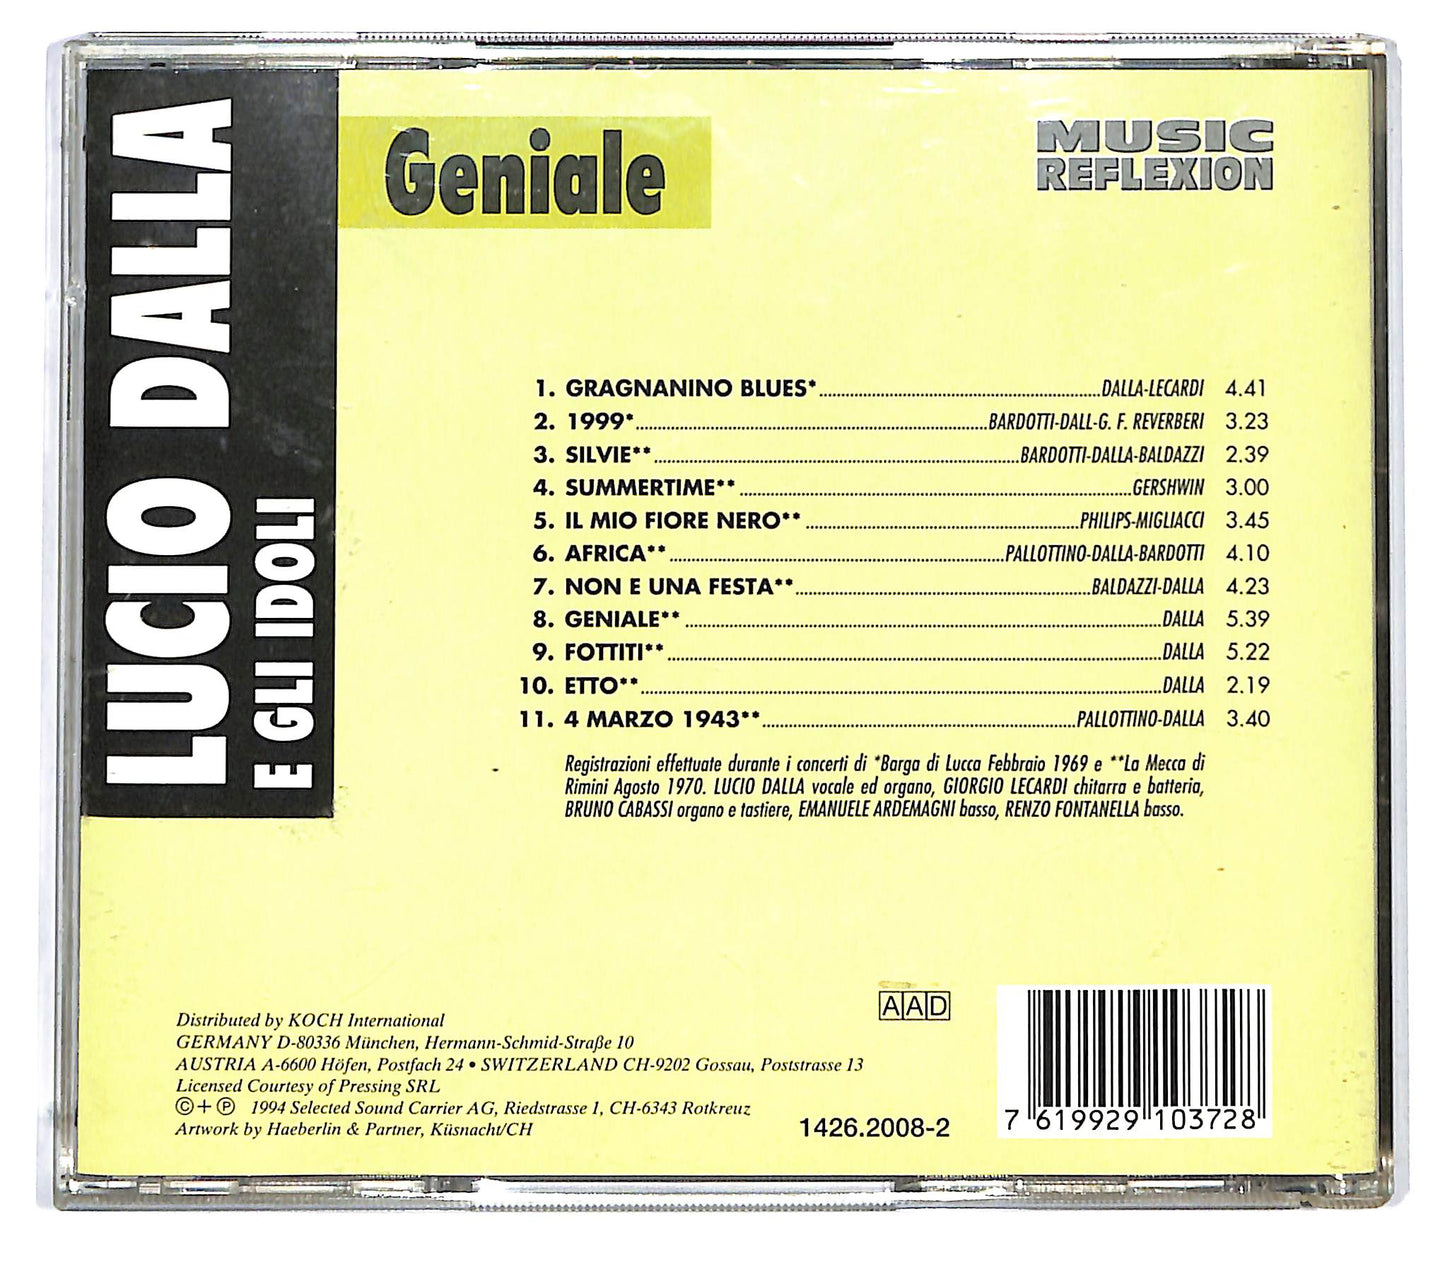 LUCIO DALLA
E GLI IDOLI
Geniale
MUSIC
REFLEXION
1. GRAGNANINO BLUES*........DALLA-LECARDI 4.41
2. 1999*........BARDOTTI-DALL-G. F. REVERBERI 3.23
3. SILVIE**........BARDOTTI-DALLA-BALDAZZI 2.39
4. SUMMERTIME**........GERSHWIN 3.00
5. IL MIO FIORE NERO**........PHILIPS-MIGLIACCI 3.45
6. AFRICA**........PALLOTTINO-DALLA-BARDOTTI 4.10
7. NON E UNA FESTA**........BALDAZZI-DALLA 4.23
8. GENIALE**........DALLA 5.39
9. FOTTITI**........DALLA 5.22
10. ETTO**........DALLA 2.19
11. 4 MARZO 1943**........PALLOTTINO-DALLA 3.40
Registrazioni effettuate durante i concerti di *Barga di Lucca Febbraio 1969 e **La Mecca di
Rimini Agosto 1970. LUCIO DALLA vocale ed organo, GIORGIO LECARDI chitarra e batteria,
BRUNO CABASSI organo e tastiere, EMANUELE ARDEMAGNI basso, RENZO FONTANELLA basso.
AAD
Distributed by KOCH International
GERMANY D-80336 München, Hermann-Schmid-Straße 10
AUSTRIA A-6600 Höfen, Postfach 24 • SWITZERLAND CH-9202 Gossau, Poststrasse 13
Licensed Courtesy of Pressing SRL
©+℗ 1994 Selected Sound Carrier AG, Riedstrasse 1, CH-6343 Rotkreuz
Artwork by Haeberlin & Partner, Küsnacht/CH
1426.2008-2
7 619929 103728